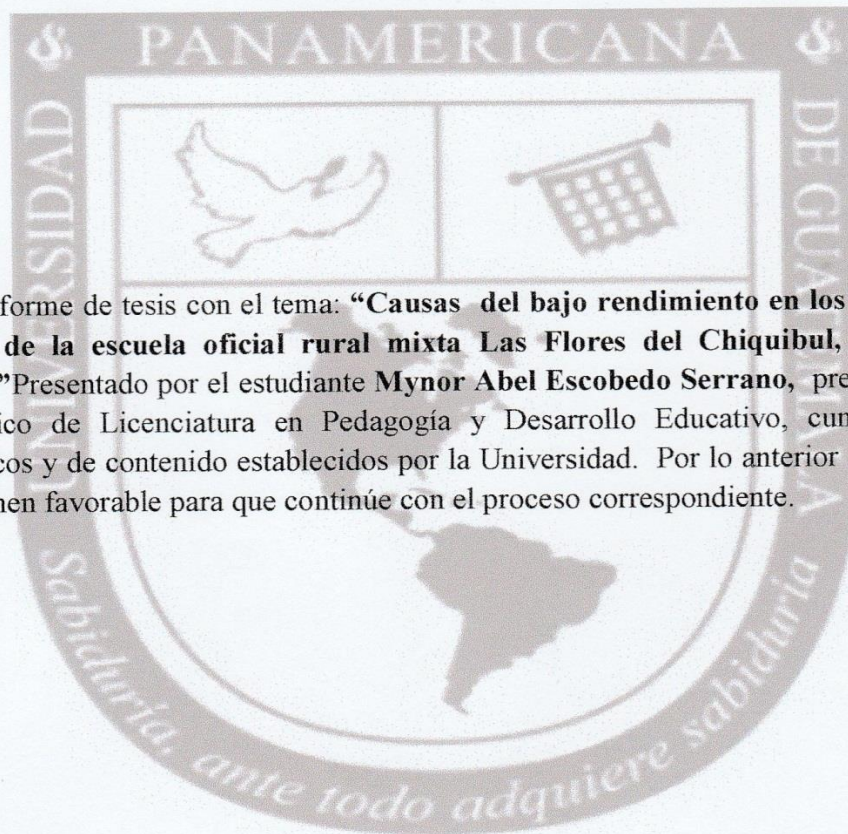 UNIVERSIDAD PANAMERICANA DE GUATEMALA
forme de tesis con el tema: “Causas del bajo rendimiento en los
de la escuela oficial rural mixta Las Flores del Chiquibul,
”Presentado por el estudiante Mynor Abel Escobedo Serrano, pre
ico de Licenciatura en Pedagogía y Desarrollo Educativo, cum
cos y de contenido establecidos por la Universidad. Por lo anterior
nen favorable para que continúe con el proceso correspondiente.
Sabiduría, ante todo adquiere sabiduría